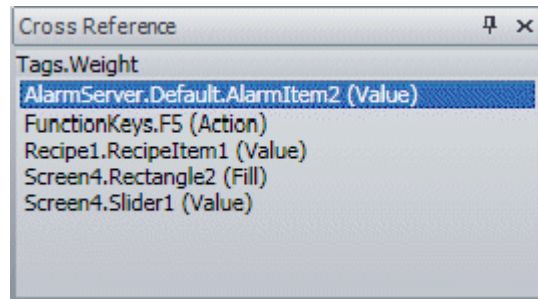 Cross Reference
Tags.Weight
AlarmServer.Default.AlarmItem2 (Value)
FunctionKeys.F5 (Action)
Recipe1.RecipeItem1 (Value)
Screen4.Rectangle2 (Fill)
Screen4.Slider1 (Value)